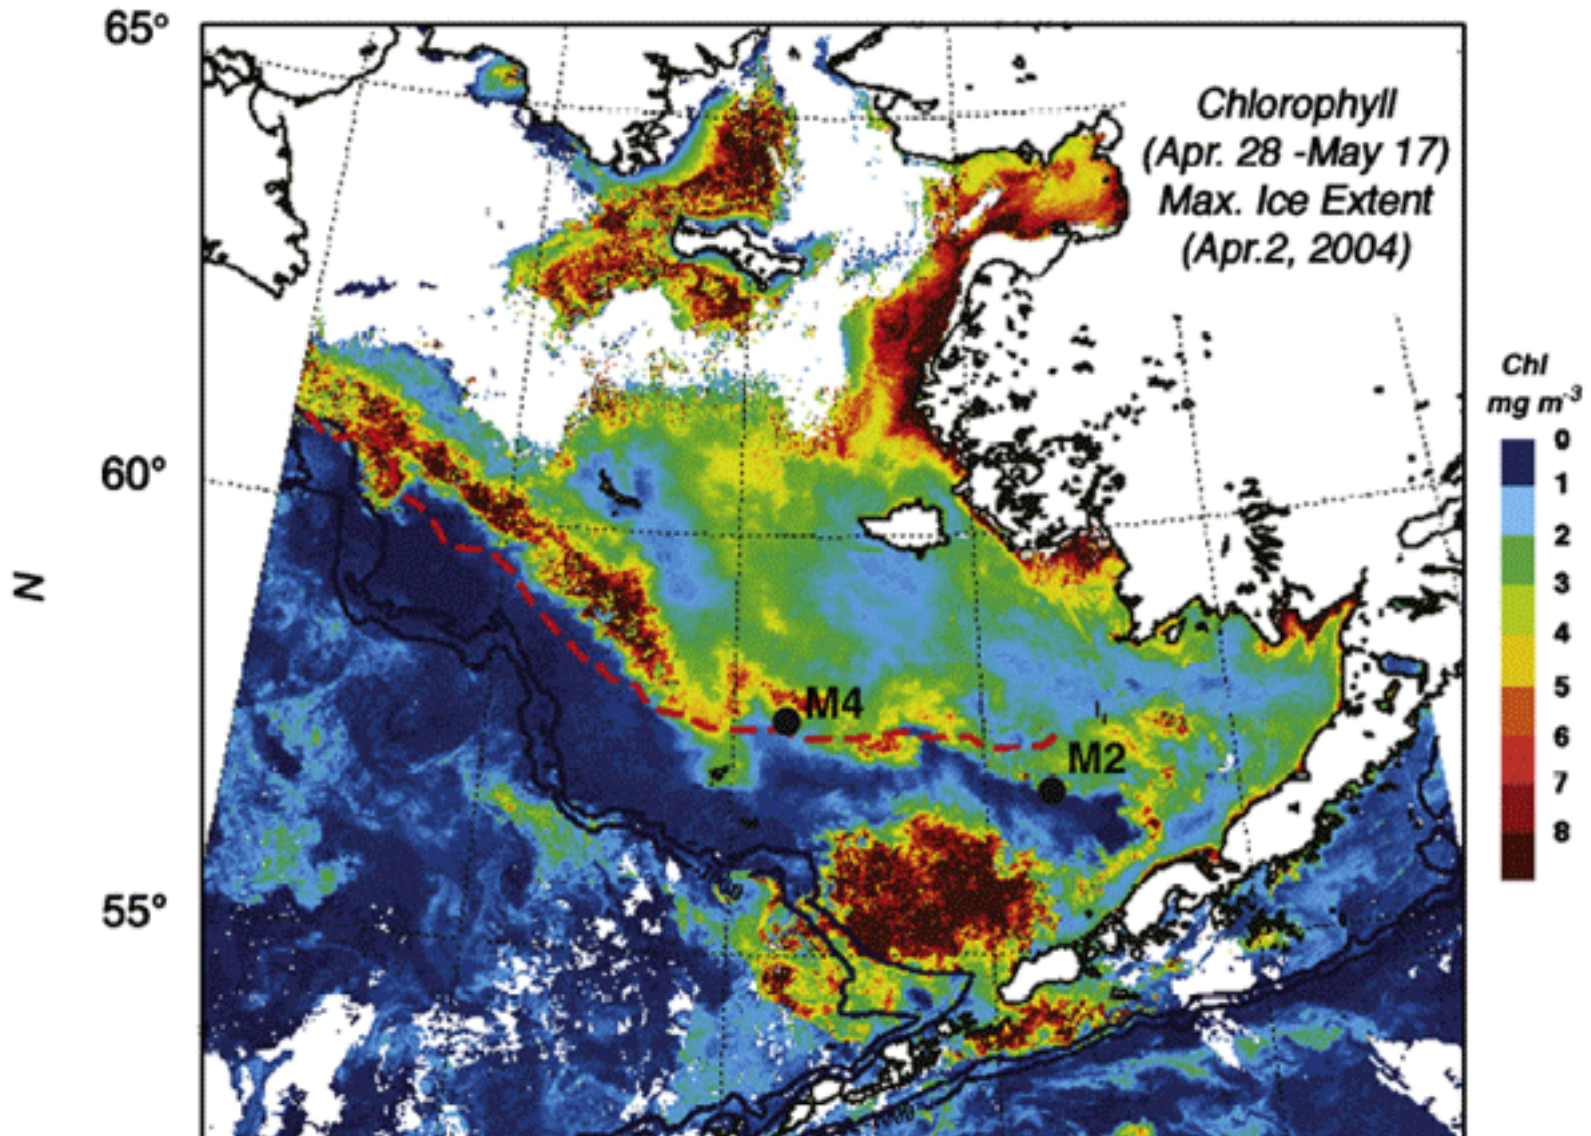 65°
Chlorophyll
(Apr. 28 -May 17)
Max. Ice Extent
(Apr.2, 2004)
Chl
mg m-3
0
1
2
3
4
5
6
7
8
60°
N
M4
M2
55°